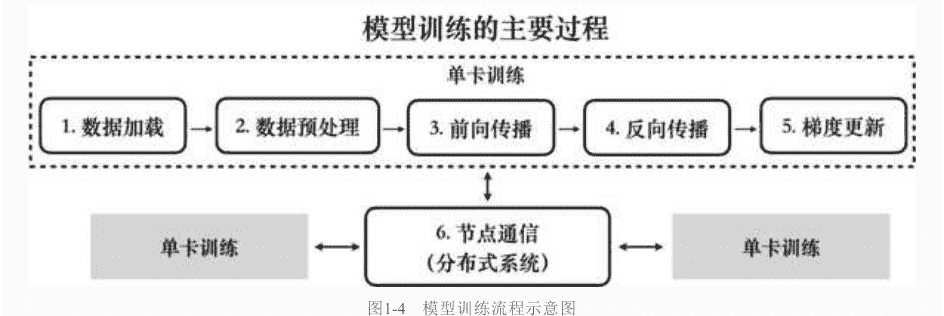 模型训练的主要过程
单卡训练
1. 数据加载
2. 数据预处理
3. 前向传播
4. 反向传播
5. 梯度更新
单卡训练
6. 节点通信
(分布式系统)
单卡训练
图1-4 模型训练流程示意图